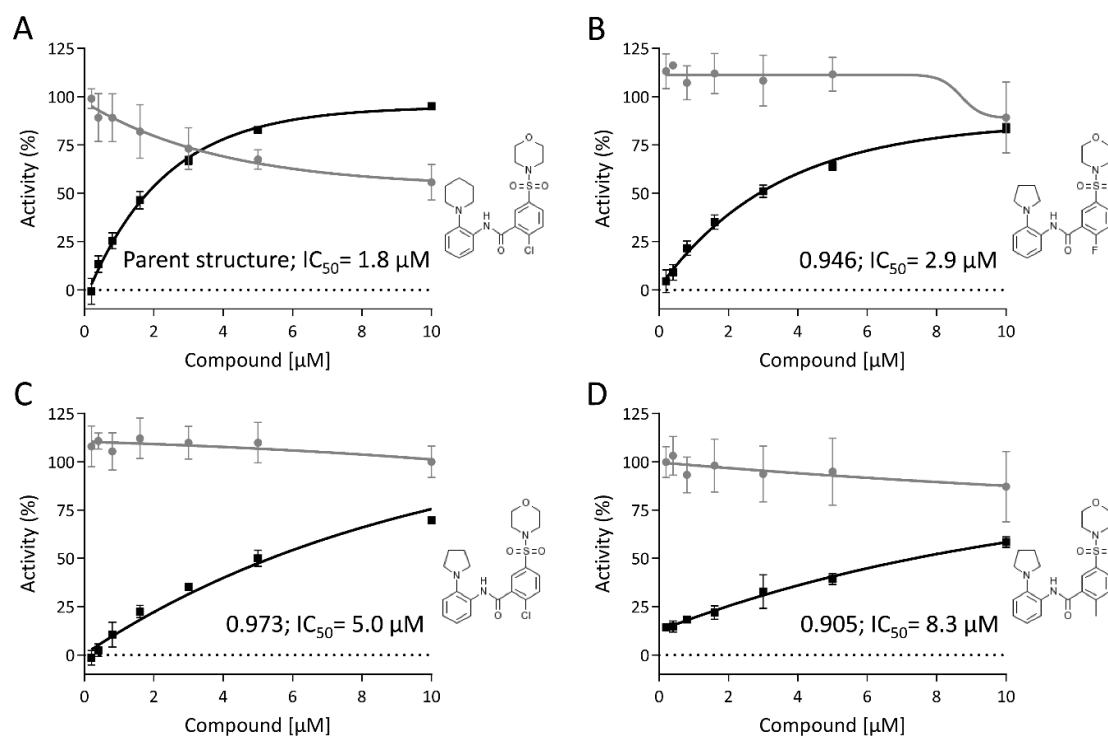 A
Activity (%)
125
100
75
50
25
0
Parent structure; IC50= 1.8 µM
0 2 4 6 8 10
Compound [µM]
O
N
O=S=O
N
H
N
O
Cl
B
Activity (%)
125
100
75
50
25
0
0.946; IC50= 2.9 µM
0 2 4 6 8 10
Compound [µM]
O
N
O=S=O
N
H
N
O
F
C
Activity (%)
125
100
75
50
25
0
0.973; IC50= 5.0 µM
0 2 4 6 8 10
Compound [µM]
O
N
O=S=O
N
H
N
O
Cl
D
Activity (%)
125
100
75
50
25
0
0.905; IC50= 8.3 µM
0 2 4 6 8 10
Compound [µM]
O
N
O=S=O
N
H
N
O